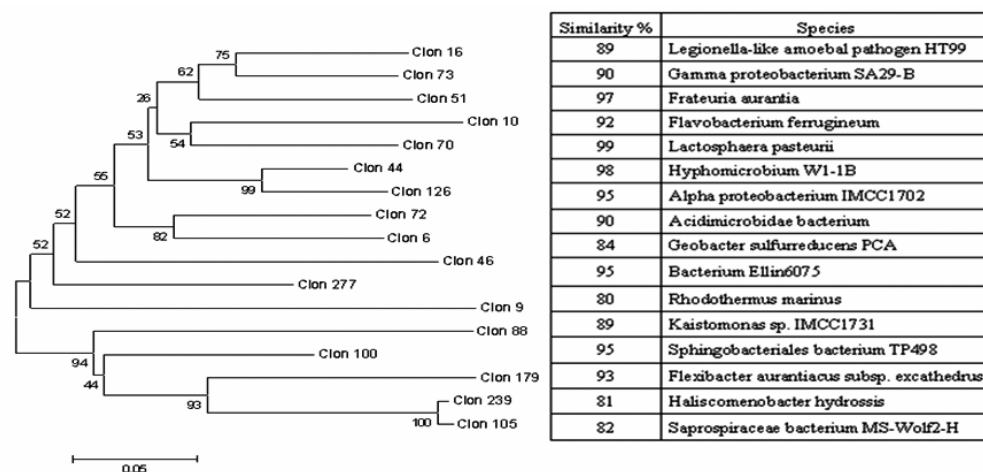 Similarity % Species
89 Legionella-like amoebal pathogen HT99
90 Gamma proteobacterium SA29-B
97 Frateuria aurantia
92 Flavobacterium ferrugineum
99 Lactosphaera pasteurii
98 Hyphomicrobium W1-1B
95 Alpha proteobacterium IMCC1702
90 Acidimicrobidae bacterium
84 Geobacter sulfurreducens PCA
95 Bacterium Ellin6075
80 Rhodothermus marinus
89 Kaistomonas sp. IMCC1731
95 Sphingobacteriales bacterium TP498
93 Flexibacter aurantiacus subsp. excathedrus
81 Haliscomenobacter hydrossis
82 Saprospiraceae bacterium MS-Wolf2-H
Clon 16
75
Clon 73
62
Clon 51
26
Clon 10
53
54
Clon 70
Clon 44
55
99
Clon 126
52
Clon 72
82
Clon 6
52
Clon 46
Clon 277
Clon 9
Clon 88
94
Clon 100
44
Clon 179
93
Clon 239
100
Clon 105
0.05